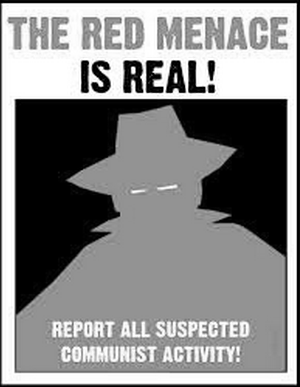 THE RED MENACE
IS REAL!
REPORT ALL SUSPECTED
COMMUNIST ACTIVITY!